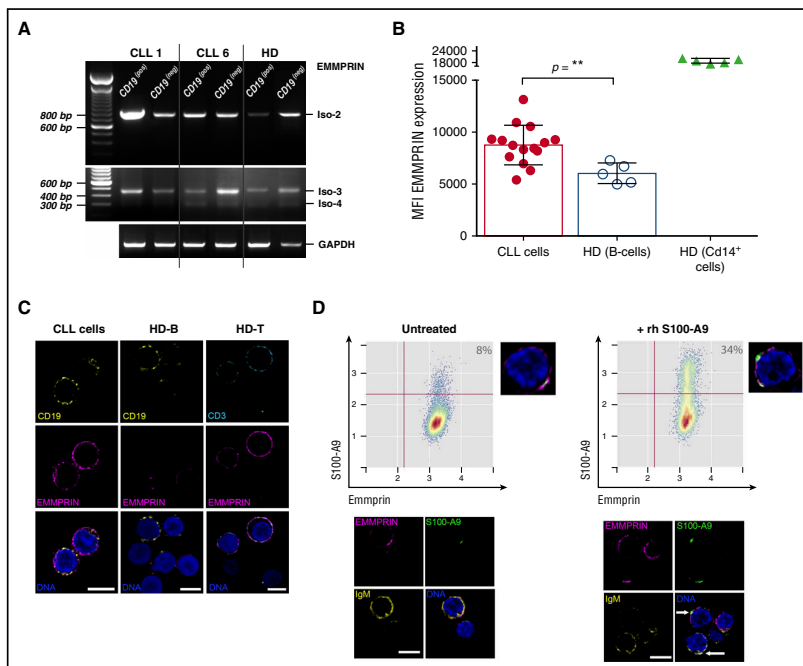 A
CLL 1 CLL 6 HD
EMMPRIN
CD19 (pos) CD19 (neg) CD19 (pos) CD19 (neg) CD19 (pos) CD19 (neg)
800 bp
600 bp
Iso-2
600 bp
400 bp
300 bp
Iso-3
Iso-4
GAPDH
B
MFI EMMPRIN expression
24000
18000
15000
10000
5000
0
p = **
CLL cells HD (B-cells) HD (Cd14+
cells)
C
CLL cells HD-B HD-T
CD19 CD19 CD3
EMMPRIN EMMPRIN EMMPRIN
DNA DNA DNA
D
Untreated
8%
S100-A9
3
2
1
2 3 4 5
Emmprin
EMMPRIN S100-A9
IgM DNA
+ rh S100-A9
34%
S100-A9
3
2
1
2 3 4 5
Emmprin
EMMPRIN S100-A9
IgM DNA